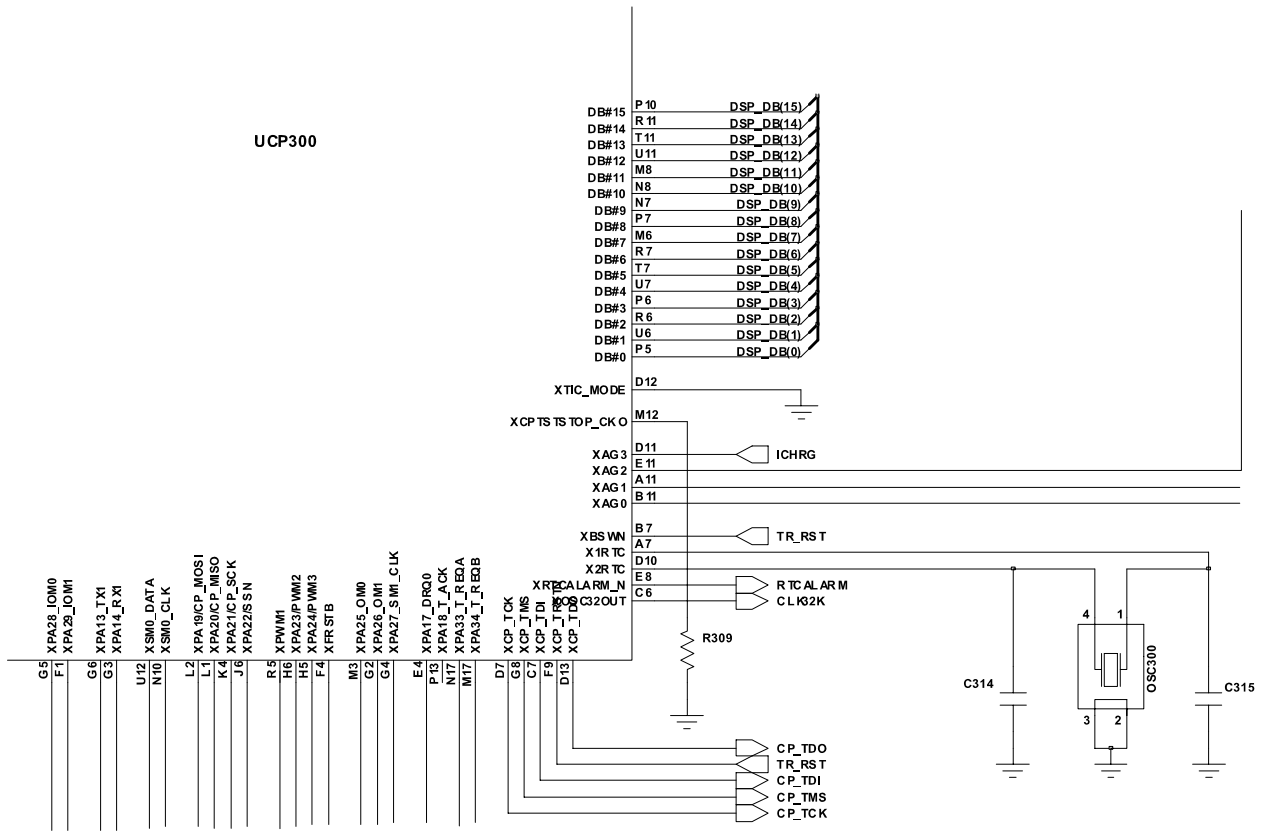 UCP300
DB#15 P10 DSP_DB(15)
DB#14 R11 DSP_DB(14)
DB#13 T11 DSP_DB(13)
DB#12 U11 DSP_DB(12)
DB#11 M8 DSP_DB(11)
DB#10 N8 DSP_DB(10)
DB#9 N7 DSP_DB(9)
DB#8 P7 DSP_DB(8)
DB#7 M6 DSP_DB(7)
DB#6 R7 DSP_DB(6)
DB#5 T7 DSP_DB(5)
DB#4 U7 DSP_DB(4)
DB#3 P6 DSP_DB(3)
DB#2 R6 DSP_DB(2)
DB#1 U6 DSP_DB(1)
DB#0 P5 DSP_DB(0)
XTIC_MODE D12
XCPTSTSTOP_CKO M12
XAG3 D11 ICHRG
XAG2 E11
XAG1 A11
XAG0 B11
XBSWN B7 TR_RST
X1RTC A7
X2RTC D10
XRTCALARM_N E8 RTCALARM
XOSC32OUT C6 CLK32K
XPA28_IOM0 G5
XPA29_IOM1 F1
XPA13_TX1 G6
XPA14_RX1 G3
XSM0_DATA U12
XSM0_CLK N10
XPA19/CP_MOSI L2
XPA20/CP_MISO L1
XPA21/CP_SCK K4
XPA22/SSN J6
XPWM1 R5
XPA23/PWM2 H6
XPA24/PWM3 H5
XFRSTB F4
XPA25_OM0 M3
XPA26_OM1 G2
XPA27_SM1_CLK G4
XPA17_DRQ0 E4
XPA18_T_ACK P13
XPA33_T_REQA N17
XPA34_T_REQB M17
XCP_TCK D7
XCP_TMS G8
XCP_TDI C7
XCP_TRSTN F9
XCP_TDO D13
R309
C314
4 1
OSC300
3 2
C315
CP_TDO
TR_RST
CP_TDI
CP_TMS
CP_TCK